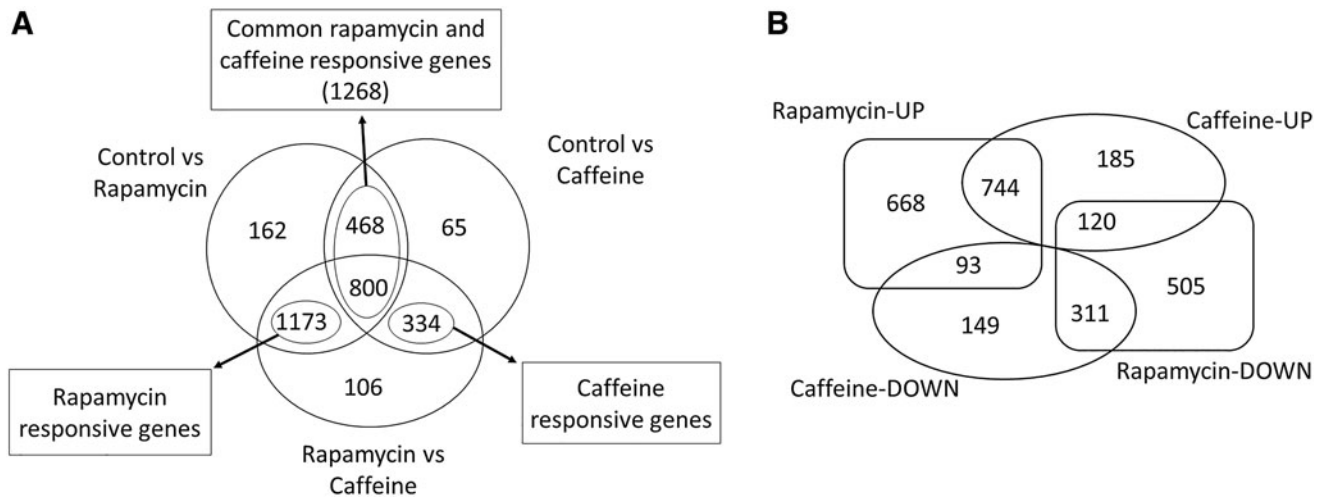 A
Common rapamycin and
caffeine responsive genes
(1268)
Control vs
Rapamycin
Control vs
Caffeine
162
468
65
800
1173
334
106
Rapamycin
responsive genes
Caffeine
responsive genes
Rapamycin vs
Caffeine
B
Rapamycin-UP
Caffeine-UP
185
668
744
120
93
505
149
311
Caffeine-DOWN
Rapamycin-DOWN